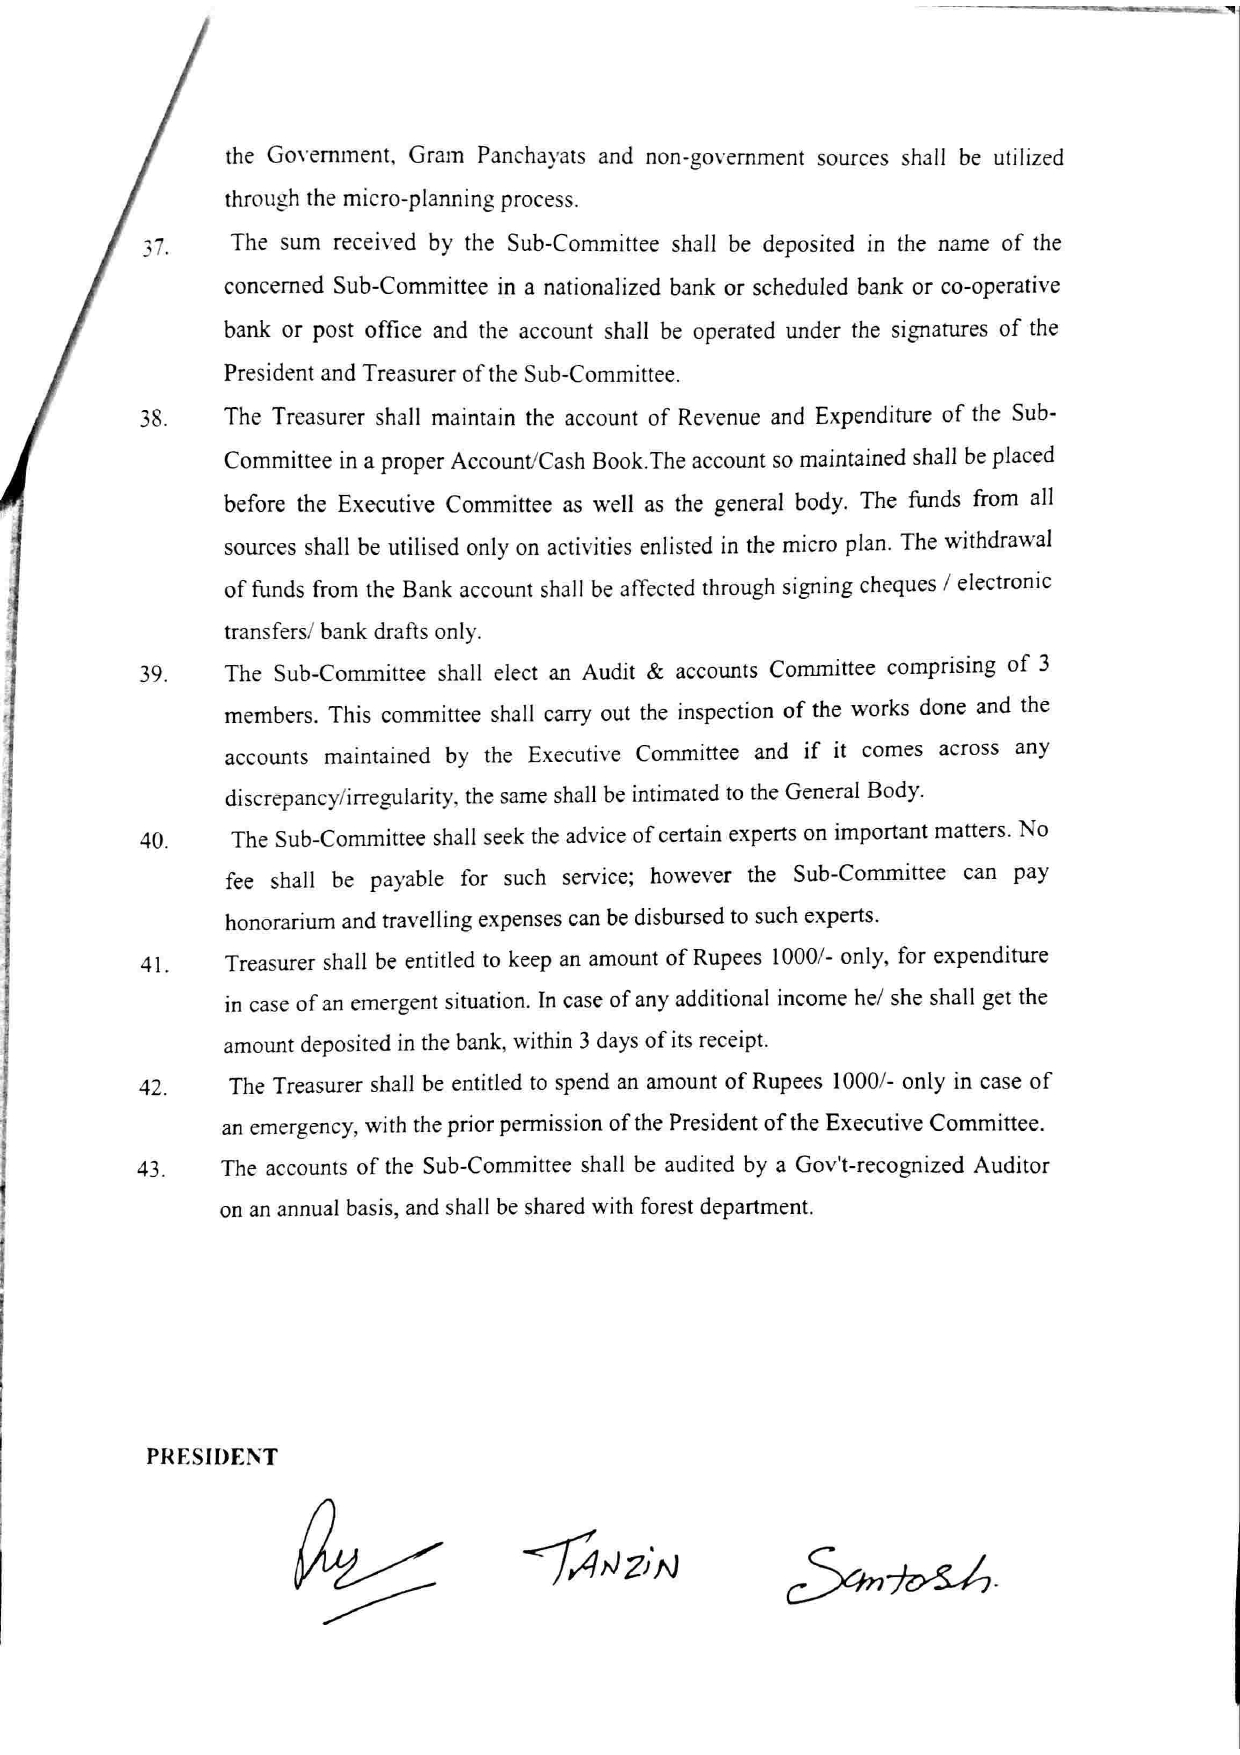 the Government, Gram Panchayats and non-government sources shall be utilized
through the micro-planning process.
37. The sum received by the Sub-Committee shall be deposited in the name of the
concerned Sub-Committee in a nationalized bank or scheduled bank or co-operative
bank or post office and the account shall be operated under the signatures of the
President and Treasurer of the Sub-Committee.
38. The Treasurer shall maintain the account of Revenue and Expenditure of the Sub-
Committee in a proper Account/Cash Book.The account so maintained shall be placed
before the Executive Committee as well as the general body. The funds from all
sources shall be utilised only on activities enlisted in the micro plan. The withdrawal
of funds from the Bank account shall be affected through signing cheques / electronic
transfers/ bank drafts only.
39. The Sub-Committee shall elect an Audit & accounts Committee comprising of 3
members. This committee shall carry out the inspection of the works done and the
accounts maintained by the Executive Committee and if it comes across any
discrepancy/irregularity, the same shall be intimated to the General Body.
40. The Sub-Committee shall seek the advice of certain experts on important matters. No
fee shall be payable for such service; however the Sub-Committee can pay
honorarium and travelling expenses can be disbursed to such experts.
41. Treasurer shall be entitled to keep an amount of Rupees 1000/- only, for expenditure
in case of an emergent situation. In case of any additional income he/ she shall get the
amount deposited in the bank, within 3 days of its receipt.
42. The Treasurer shall be entitled to spend an amount of Rupees 1000/- only in case of
an emergency, with the prior permission of the President of the Executive Committee.
43. The accounts of the Sub-Committee shall be audited by a Gov't-recognized Auditor
on an annual basis, and shall be shared with forest department.
PRESIDENT
TANZiN Santosh.